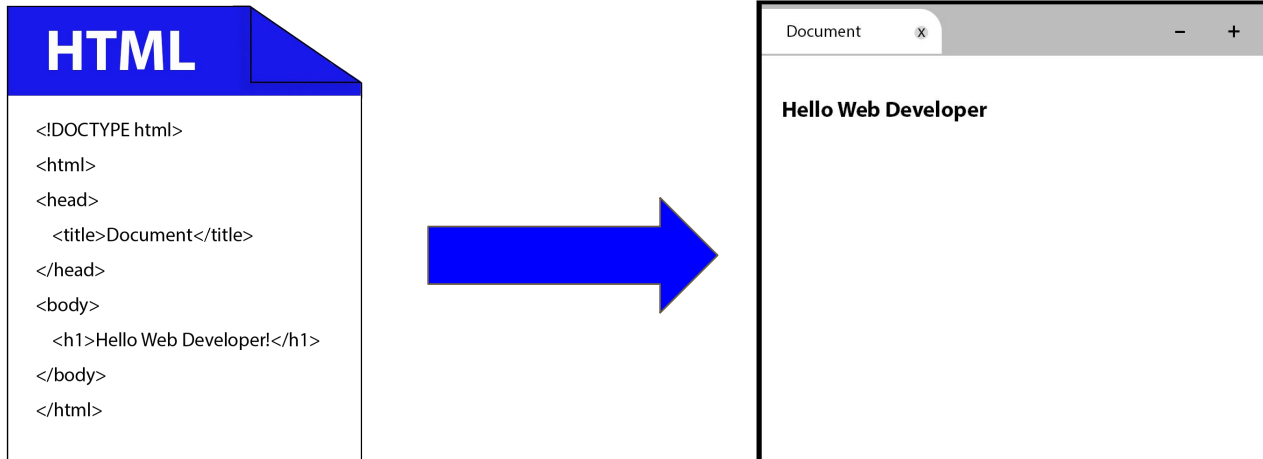 HTML
<!DOCTYPE html>
<html>
<head>
<title>Document</title>
</head>
<body>
<h1>Hello Web Developer!</h1>
</body>
</html>
Document x - +
Hello Web Developer